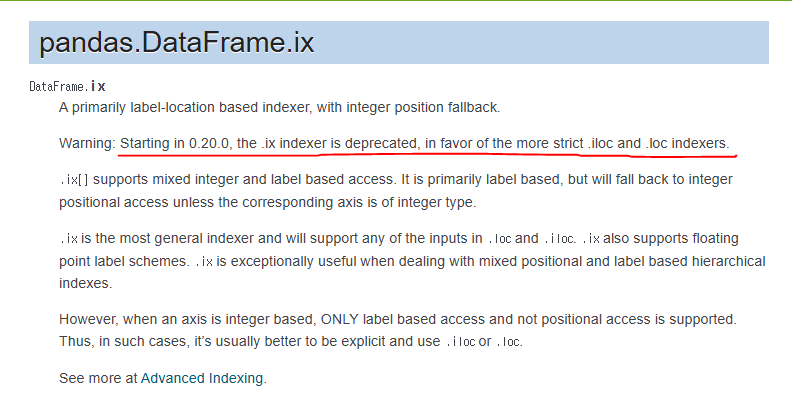 pandas.DataFrame.ix
DataFrame.ix
A primarily label-location based indexer, with integer position fallback.
Warning: Starting in 0.20.0, the .ix indexer is deprecated, in favor of the more strict .iloc and .loc indexers.
.ix[] supports mixed integer and label based access. It is primarily label based, but will fall back to integer
positional access unless the corresponding axis is of integer type.
.ix is the most general indexer and will support any of the inputs in .loc and .iloc. .ix also supports floating
point label schemes. .ix is exceptionally useful when dealing with mixed positional and label based hierarchical
indexes.
However, when an axis is integer based, ONLY label based access and not positional access is supported.
Thus, in such cases, it’s usually better to be explicit and use .iloc or .loc.
See more at Advanced Indexing.